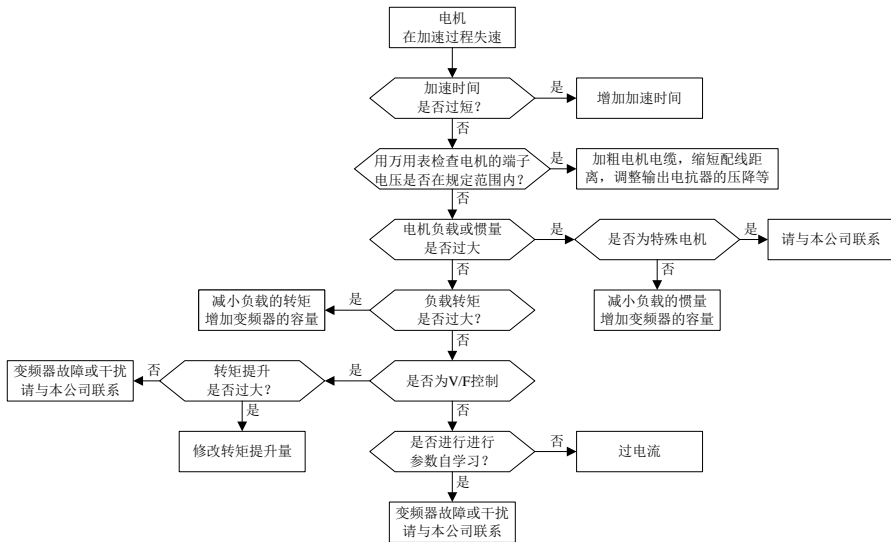 电机
在加速过程失速
加速时间
是否过短?
是
增加加速时间
否
用万用表检查电机的端子
电压是否在规定范围内?
是
加粗电机电缆，缩短配线距
离，调整输出电抗器的压降等
否
电机负载或惯量
是否过大
是
是否为特殊电机
是
请与本公司联系
否
否
减小负载的转矩
增加变频器的容量
是
负载转矩
是否过大?
减小负载的惯量
增加变频器的容量
否
变频器故障或干扰
请与本公司联系
否
转矩提升
是否过大?
是
是否为V/F控制
是
否
修改转矩提升量
是否进行进行
参数自学习?
否
过电流
是
变频器故障或干扰
请与本公司联系